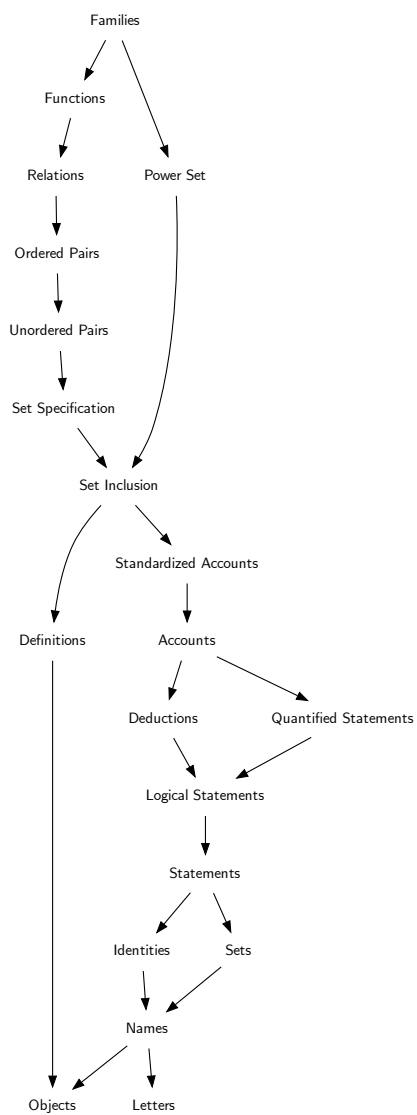 Families
Functions
Relations
Power Set
Ordered Pairs
Unordered Pairs
Set Specification
Set Inclusion
Standardized Accounts
Definitions
Accounts
Deductions
Quantified Statements
Logical Statements
Statements
Identities
Sets
Names
Objects
Letters